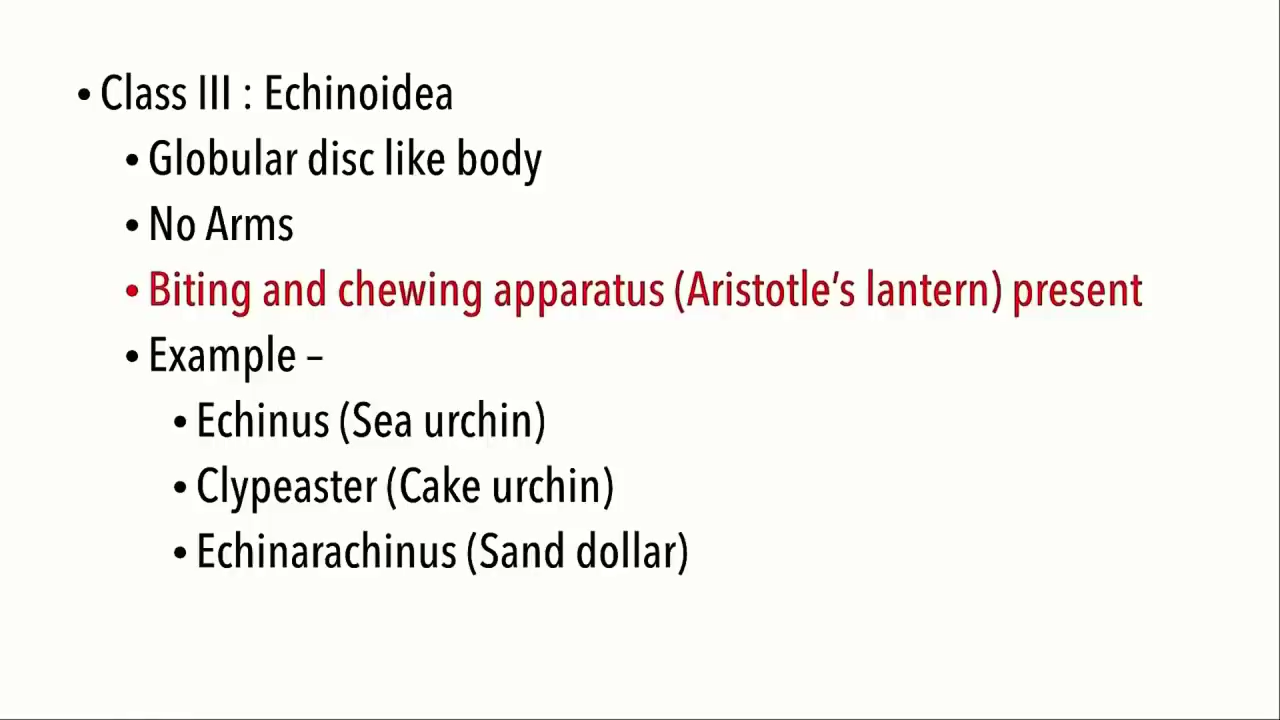 • Class III : Echinoidea
• Globular disc like body
• No Arms
• Biting and chewing apparatus (Aristotle’s lantern) present
• Example –
• Echinus (Sea urchin)
• Clypeaster (Cake urchin)
• Echinarachinus (Sand dollar)